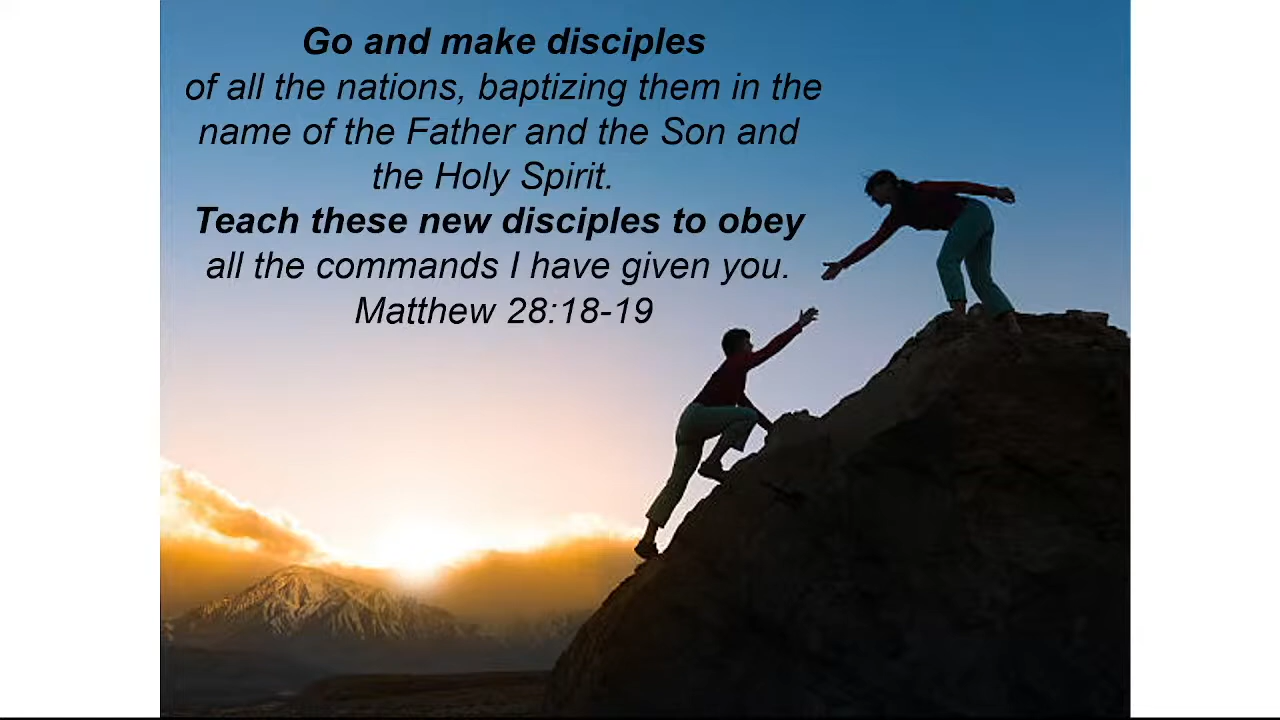 Go and make disciples
of all the nations, baptizing them in the
name of the Father and the Son and
the Holy Spirit.
Teach these new disciples to obey
all the commands I have given you.
Matthew 28:18-19